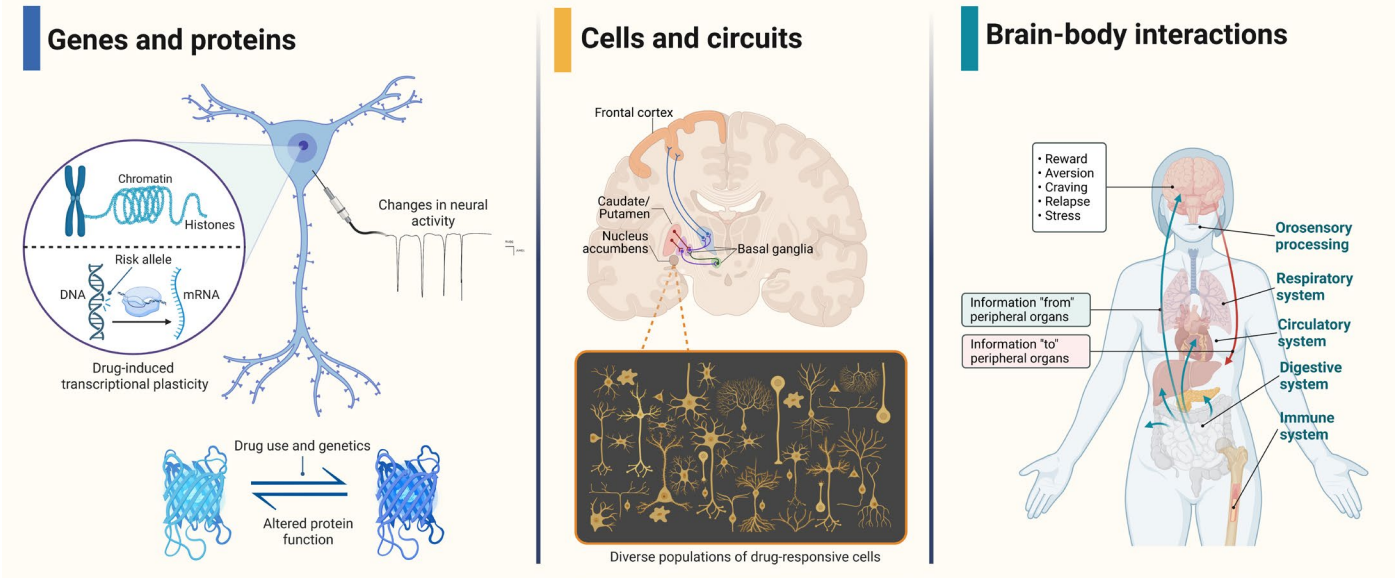 Genes and proteins
Chromatin
Histones
Risk allele
DNA
mRNA
Drug-induced
transcriptional plasticity
Changes in neural
activity
Drug use and genetics
Altered protein
function
Cells and circuits
Frontal cortex
Caudate/
Putamen
Nucleus
accumbens
Basal ganglia
Diverse populations of drug-responsive cells
Brain-body interactions
• Reward
• Aversion
• Craving
• Relapse
• Stress
Information "from"
peripheral organs
Information "to"
peripheral organs
Orosensory
processing
Respiratory
system
Circulatory
system
Digestive
system
Immune
system